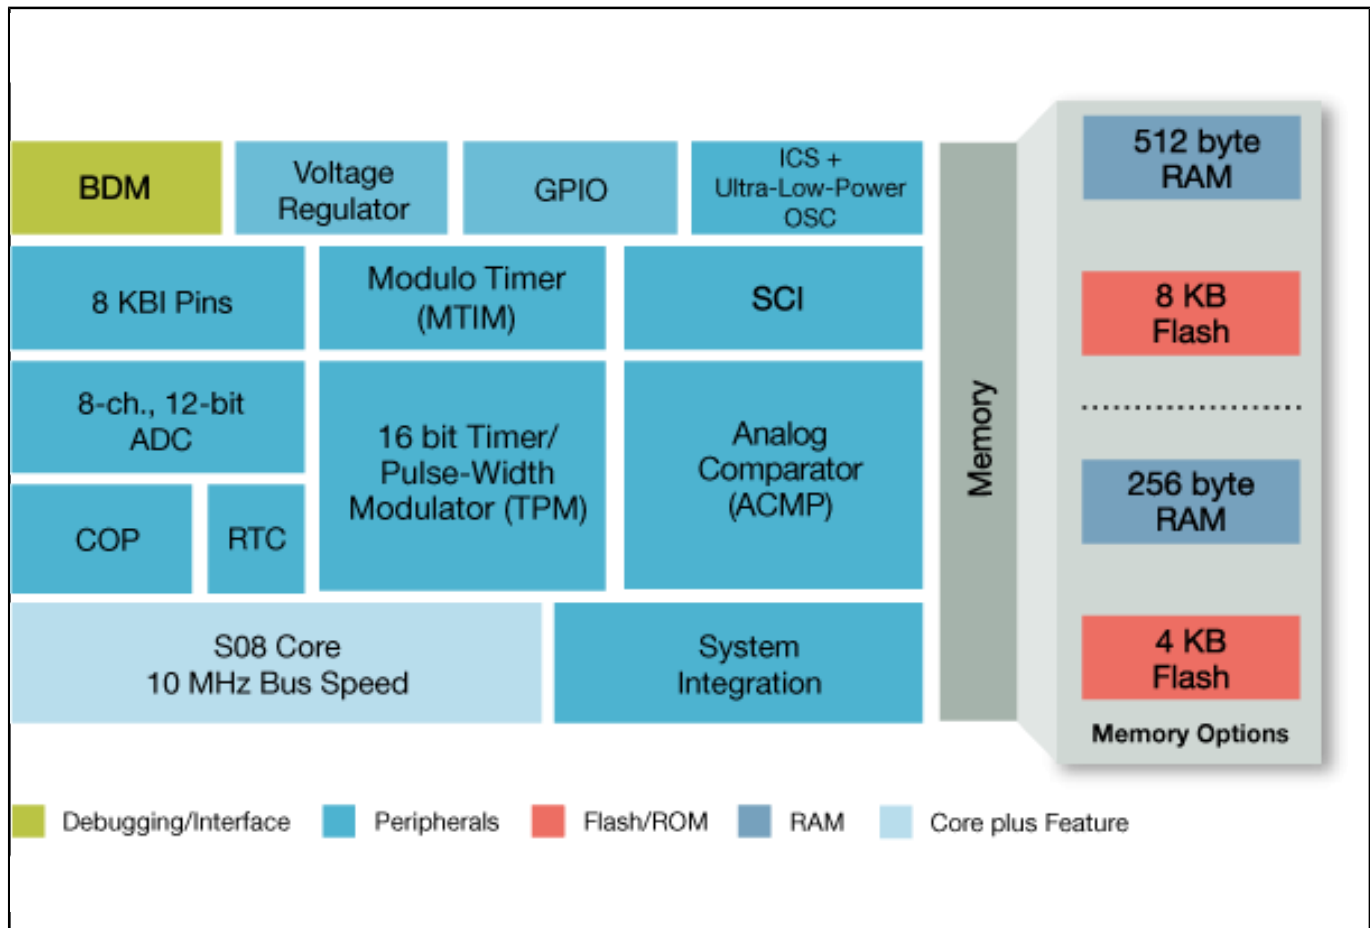 BDM
Voltage
Regulator
GPIO
ICS +
Ultra-Low-Power
OSC
8 KBI Pins
Modulo Timer
(MTIM)
SCI
8-ch., 12-bit
ADC
16 bit Timer/
Pulse-Width
Modulator (TPM)
Analog
Comparator
(ACMP)
COP
RTC
S08 Core
10 MHz Bus Speed
System
Integration
Memory
512 byte
RAM
8 KB
Flash
256 byte
RAM
4 KB
Flash
Memory Options
Debugging/Interface
Peripherals
Flash/ROM
RAM
Core plus Feature